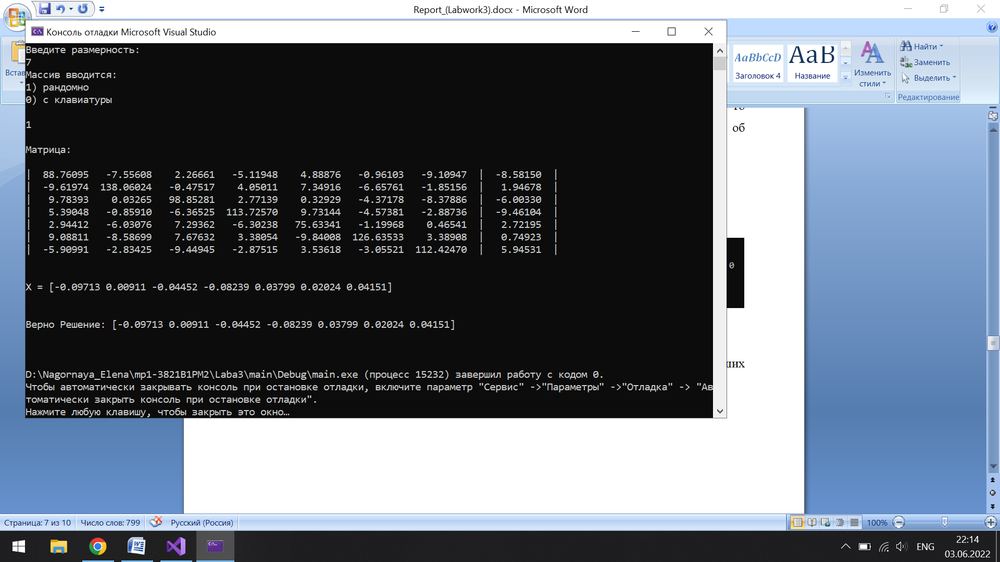 Report_(Labwork3).docx - Microsoft Word
Консоль отладки Microsoft Visual Studio
Введите размерность:
7
Массив вводится:
1) рандомно
0) с клавиатуры
1
Матрица:
| 88.76095 -7.55608 2.26661 -5.11948 4.88876 -0.96103 -9.10947 | -8.58150 |
| -9.61974 138.06024 -0.47517 4.05011 7.34916 -6.65761 -1.85156 | 1.94678 |
| 9.78393 0.03265 98.85281 2.77139 0.32929 -4.37178 -8.37886 | -6.00330 |
| 5.39048 -0.85910 -6.36525 113.72570 9.73144 -4.57381 -2.88736 | -9.46104 |
| 2.94412 -6.03076 7.29362 -6.30238 75.63341 -1.19968 0.46541 | 2.72195 |
| 9.08811 -8.58699 7.67632 3.38054 -9.84008 126.63533 3.38908 | 0.74923 |
| -5.90991 -2.83425 -9.44945 -2.87515 3.53618 -3.05521 112.42470 | 5.94531 |
X = [-0.09713 0.00911 -0.04452 -0.08239 0.03799 0.02024 0.04151]
Верно Решение: [-0.09713 0.00911 -0.04452 -0.08239 0.03799 0.02024 0.04151]
D:\Nagornaya_Elena\mp1-3821B1PM2\Laba3\main\Debug\main.exe (процесс 15232) завершил работу с кодом 0.
Чтобы автоматически закрывать консоль при остановке отладки, включите параметр "Сервис" ->"Параметры" ->"Отладка" -> "Ав
томатически закрыть консоль при остановке отладки".
Нажмите любую клавишу, чтобы закрыть это окно…
Встав
AaBbCcD
Заголовок 4
АаВ
Название
Изменить
стили
Найти
Заменить
Выделить
Редактирование
об
0
ших
Страница: 7 из 10
Число слов: 799
Русский (Россия)
100%
ENG
22:14
03.06.2022